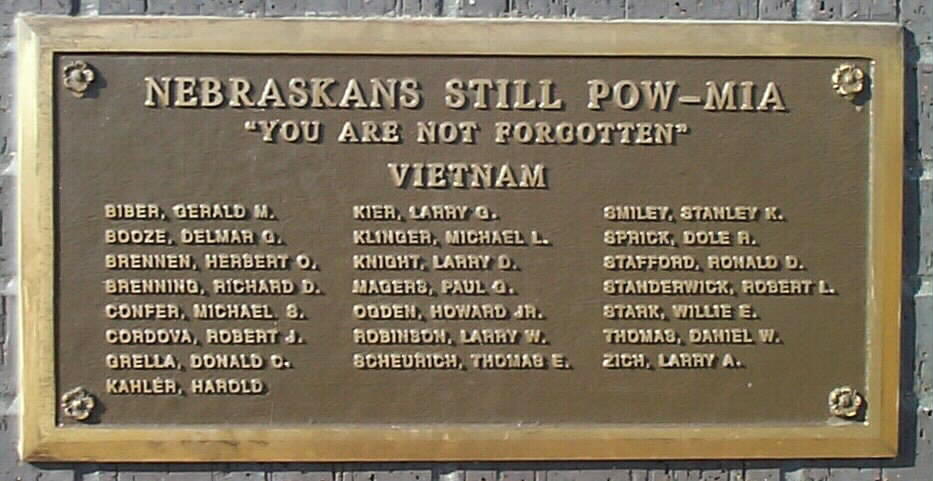 NEBRASKANS STILL POW-MIA
"YOU ARE NOT FORGOTTEN"
VIETNAM
BIBER, GERALD M.
BOOZE, DELMAR G.
BRENNEN, HERBERT O.
BRENNING, RICHARD D.
CONFER, MICHAEL S.
CORDOVA, ROBERT J.
GRELLA, DONALD C.
KAHLER, HAROLD
KIER, LARRY G.
KLINGER, MICHAEL L.
KNIGHT, LARRY D.
MAGERS, PAUL G.
OGDEN, HOWARD JR.
ROBINSON, LARRY W.
SCHEURICH, THOMAS E.
SMILEY, STANLEY K.
SPRICK, DOLE R.
STAFFORD, RONALD D.
STANDERWICK, ROBERT L.
STARK, WILLIE E.
THOMAS, DANIEL W.
ZICH, LARRY A.